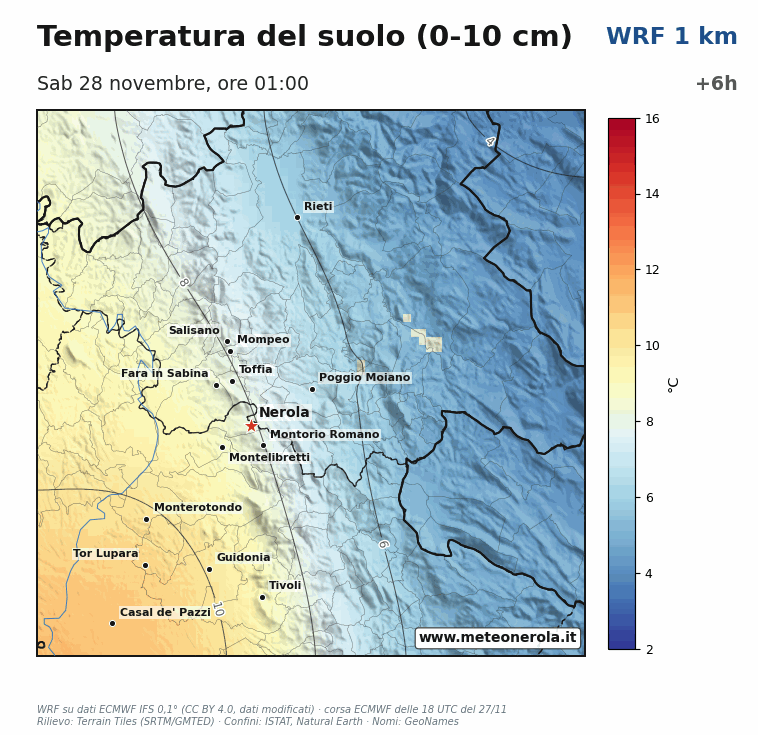 Temperatura del suolo (0-10 cm)
WRF 1 km
Sab 28 novembre, ore 01:00
+6h
4
Rieti
8
Salisano
Mompeo
Toffia
Fara in Sabina
Poggio Moiano
Nerola
Montorio Romano
Montelibretti
Monterotondo
6
Tor Lupara
Guidonia
Tivoli
Casal de' Pazzi
10
www.meteonerola.it
16
14
12
10
8
6
4
2
°C
WRF su dati ECMWF IFS 0,1° (CC BY 4.0, dati modificati) · corsa ECMWF delle 18 UTC del 27/11
Rilievo: Terrain Tiles (SRTM/GMTED) · Confini: ISTAT, Natural Earth · Nomi: GeoNames